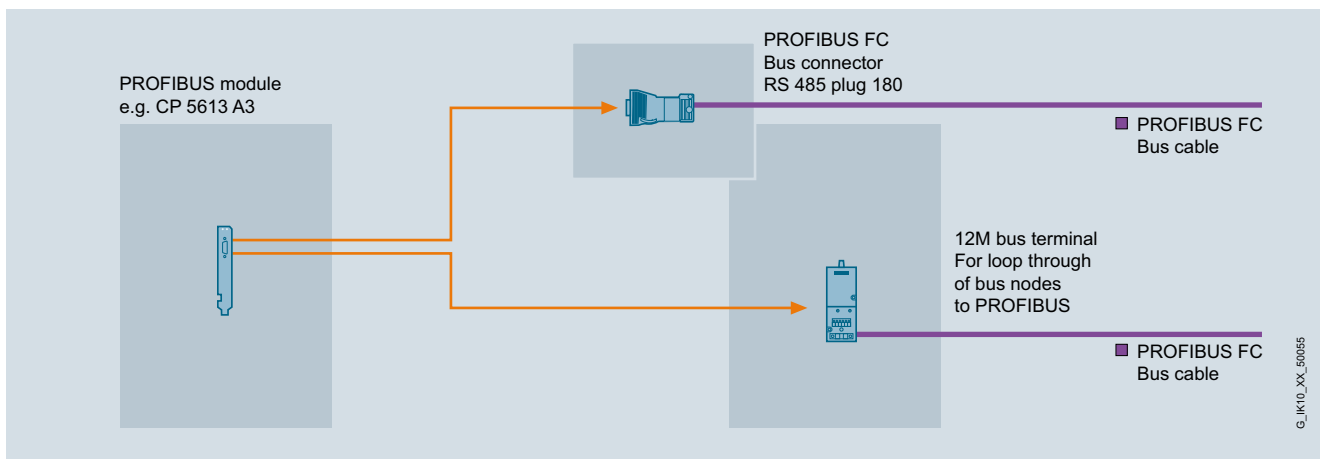 PROFIBUS module
e.g. CP 5613 A3
PROFIBUS FC
Bus connector
RS 485 plug 180
PROFIBUS FC
Bus cable
12M bus terminal
For loop through
of bus nodes
to PROFIBUS
PROFIBUS FC
Bus cable
G_IK10_XX_50055